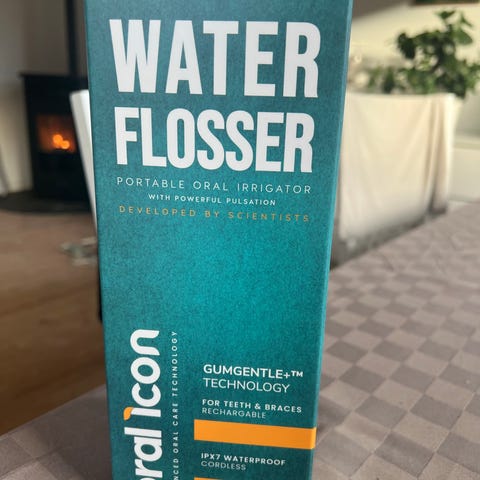 WATER
FLOSSER
PORTABLE ORAL IRRIGATOR
WITH POWERFUL PULSATION
DEVELOPED BY SCIENTISTS
oral icon
NCED ORAL CARE TECHNOLOGY
GUMGENTLE+™
TECHNOLOGY
FOR TEETH & BRACES
RECHARGABLE
IPX7 WATERPROOF
CORDLESS